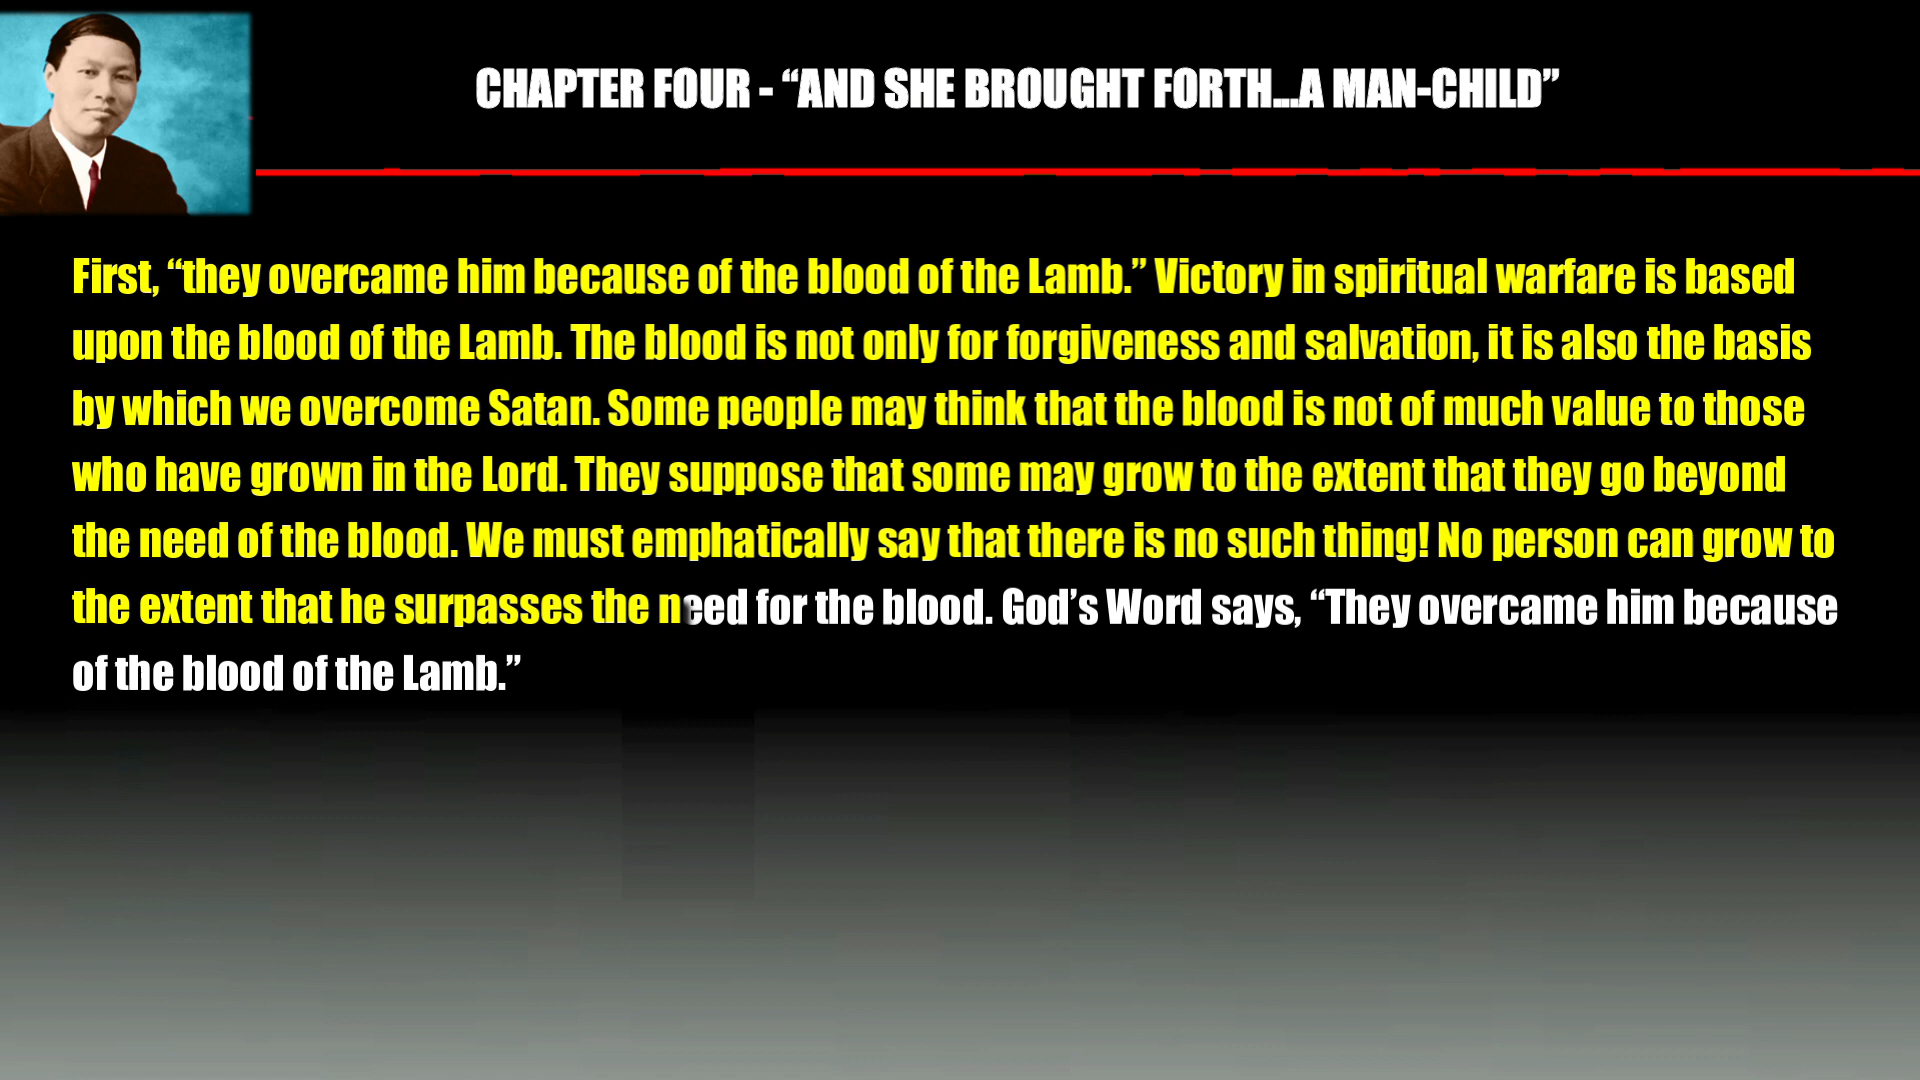 CHAPTER FOUR - “AND SHE BROUGHT FORTH...A MAN-CHILD”
First, “they overcame him because of the blood of the Lamb.” Victory in spiritual warfare is based
upon the blood of the Lamb. The blood is not only for forgiveness and salvation, it is also the basis
by which we overcome Satan. Some people may think that the blood is not of much value to those
who have grown in the Lord. They suppose that some may grow to the extent that they go beyond
the need of the blood. We must emphatically say that there is no such thing! No person can grow to
the extent that he surpasses the need for the blood. God’s Word says, “They overcame him because
of the blood of the Lamb.”